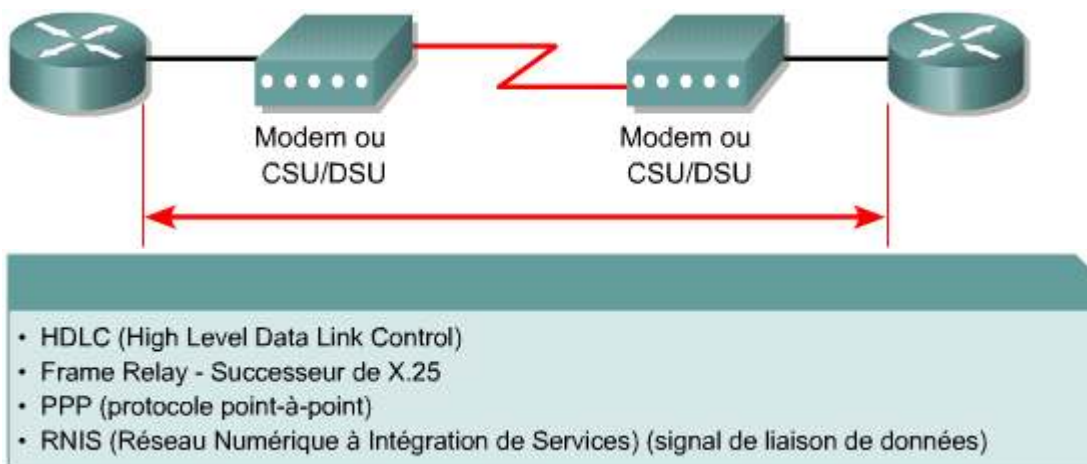 Modem ou
CSU/DSU
Modem ou
CSU/DSU
• HDLC (High Level Data Link Control)
• Frame Relay - Successeur de X.25
• PPP (protocole point-à-point)
• RNIS (Réseau Numérique à Intégration de Services) (signal de liaison de données)